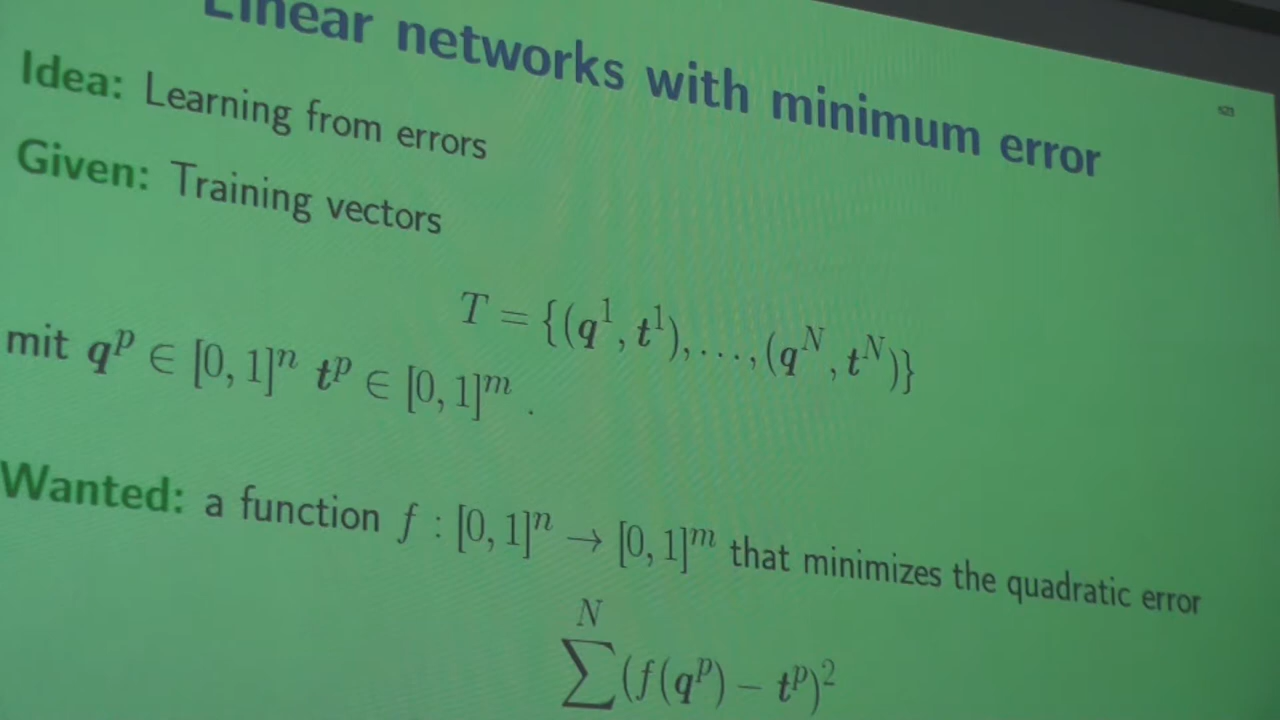 Linear networks with minimum error
Idea: Learning from errors
Given: Training vectors
T = {(q^1, t^1), . . . , (q^N, t^N)}
mit q^p ∈ [0, 1]^n t^p ∈ [0, 1]^m .
Wanted: a function f : [0, 1]^n → [0, 1]^m that minimizes the quadratic error
N
∑(f(q^p) − t^p)^2